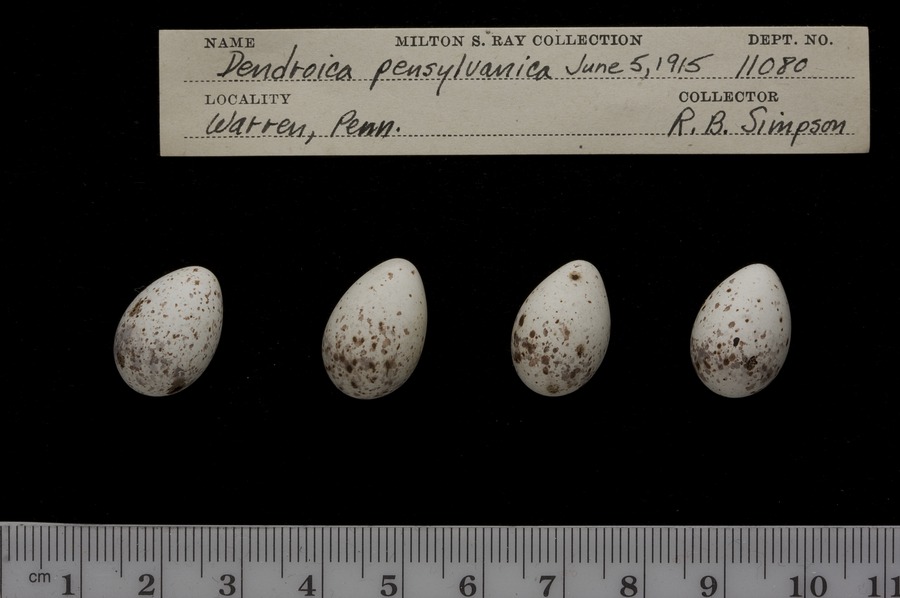 NAME MILTON S. RAY COLLECTION DEPT. NO.
Dendroica pensylvanica June 5, 1915 11080
LOCALITY COLLECTOR
Warren, Penn. R. B. Simpson
cm 1 2 3 4 5 6 7 8 9 10 11